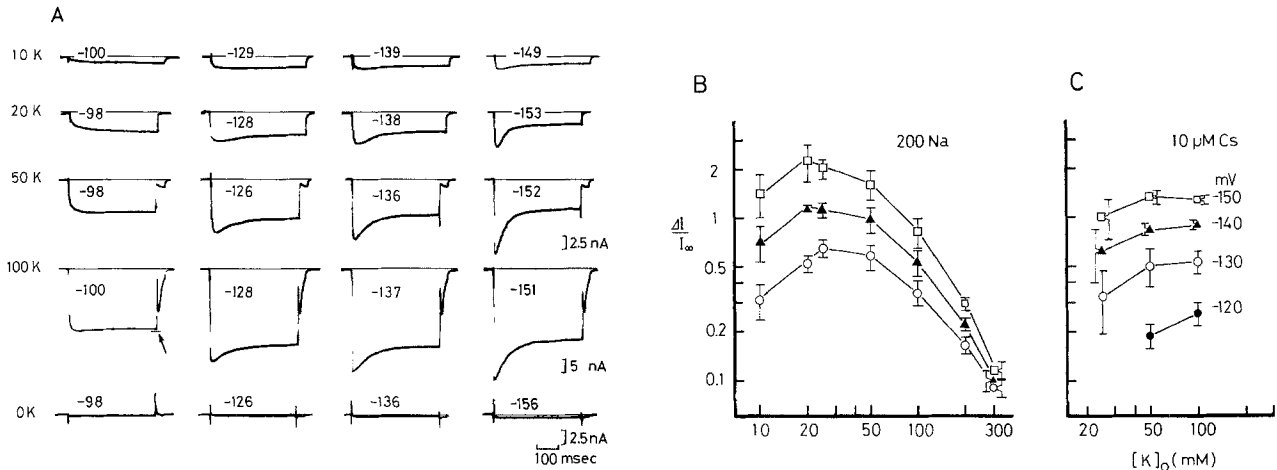 A
10 K -100 -129 -139 -149
20 K -98 -128 -138 -153
50 K -98 -126 -136 -152
2.5 nA
100 K -100 -128 -137 -151
5 nA
0 K -98 -126 -136 -156
2.5 nA
100 msec
B
200 Na
Δi
I∞
2
1
0.5
0.2
0.1
10 20 50 100 300
C
10 µM Cs
mV
-150
-140
-130
-120
20 50 100
[K]o (mM)